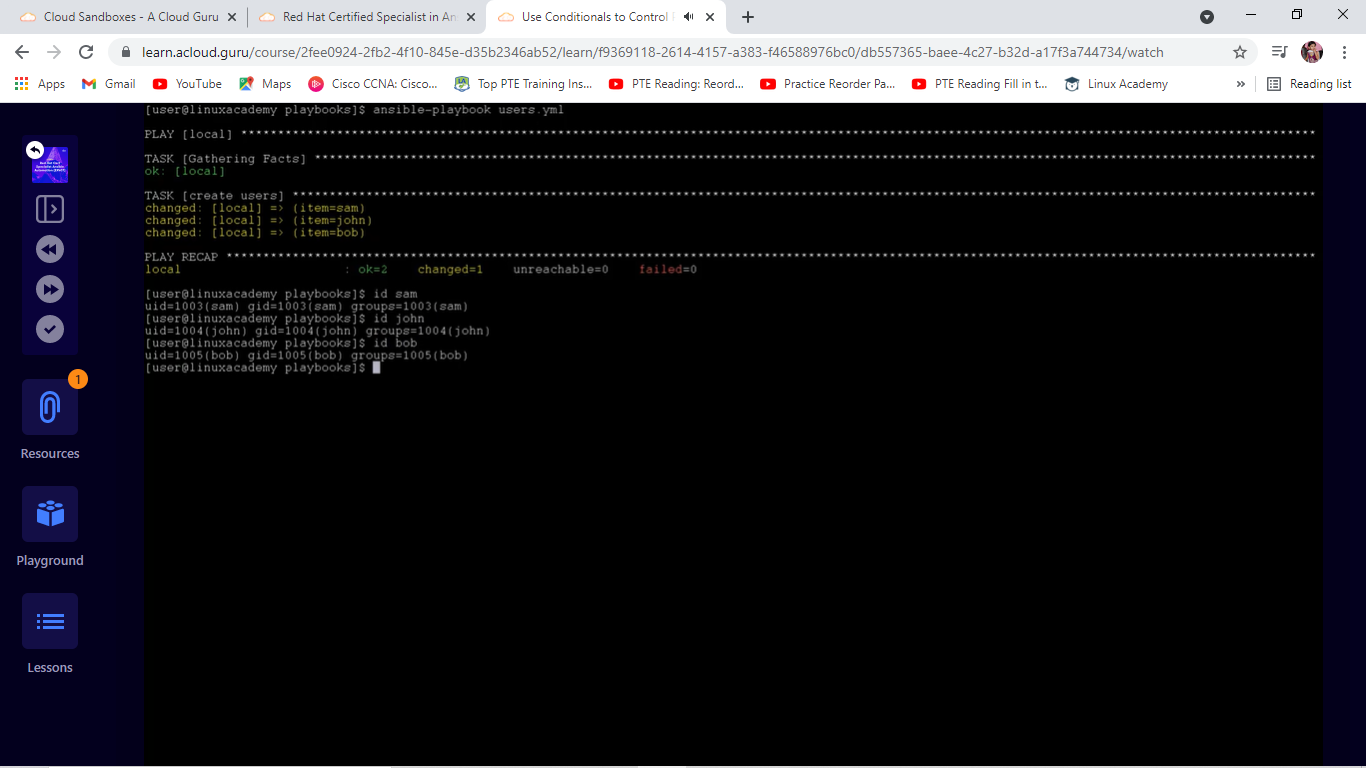 Cloud Sandboxes - A Cloud Guru
Red Hat Certified Specialist in An
Use Conditionals to Control
learn.acloud.guru/course/2fee0924-2fb2-4f10-845e-d35b2346ab52/learn/f9369118-2614-4157-a383-f46588976bc0/db557365-baee-4c27-b32d-a17f3a744734/watch
Apps
Gmail
YouTube
Maps
Cisco CCNA: Cisco...
Top PTE Training Ins...
PTE Reading: Reord...
Practice Reorder Pa...
PTE Reading Fill in t...
Linux Academy
»
Reading list
[user@linuxacademy playbooks]$ ansible-playbook users.yml
PLAY [local] ***********************************************************************************************************************************************
TASK [Gathering Facts] ***********************************************************************************************************************************
ok: [local]
TASK [create users] ***************************************************************************************************************************************
changed: [local] => (item=sam)
changed: [local] => (item=john)
changed: [local] => (item=bob)
PLAY RECAP *************************************************************************************************************************************************
local : ok=2 changed=1 unreachable=0 failed=0
[user@linuxacademy playbooks]$ id sam
uid=1003(sam) gid=1003(sam) groups=1003(sam)
[user@linuxacademy playbooks]$ id john
uid=1004(john) gid=1004(john) groups=1004(john)
[user@linuxacademy playbooks]$ id bob
uid=1005(bob) gid=1005(bob) groups=1005(bob)
[user@linuxacademy playbooks]$
1
Resources
Playground
Lessons